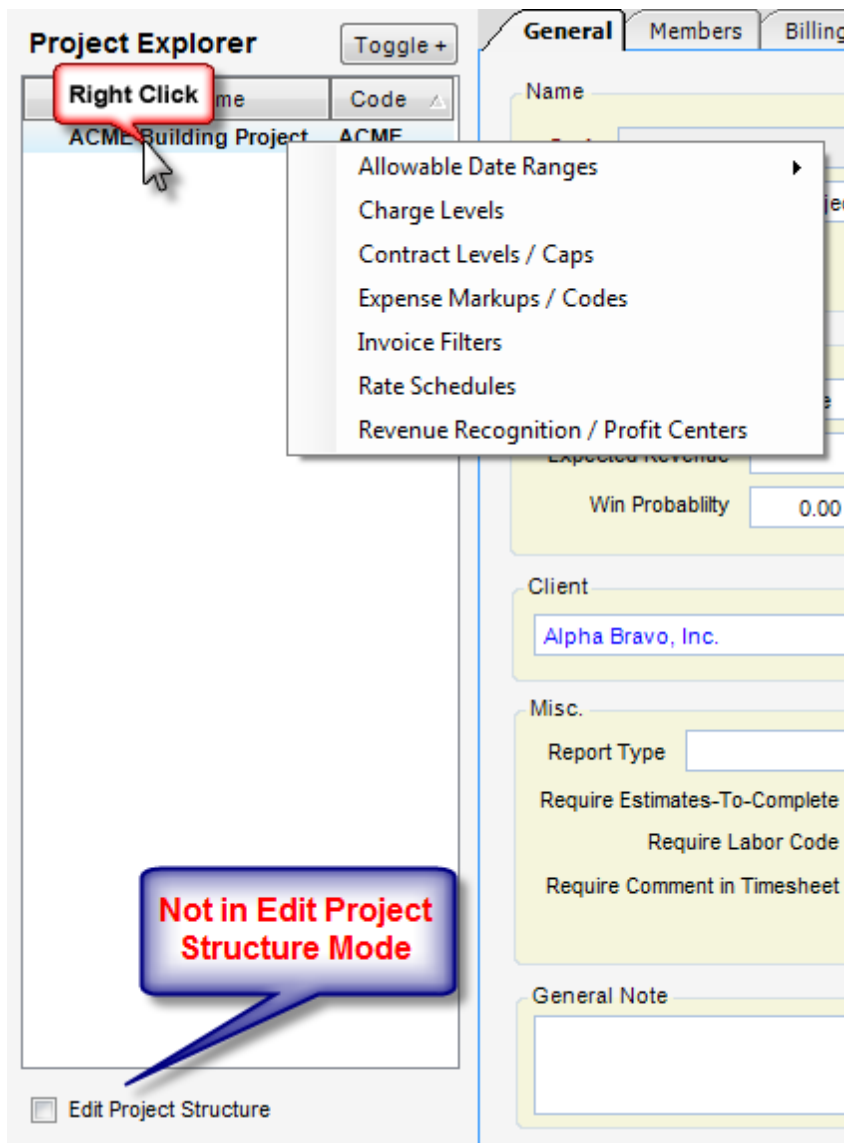 Project Explorer
Toggle +
General
Members
Billing
Right Click
me
Code
Name
ACME Building Project
ACME
Allowable Date Ranges
Charge Levels
Contract Levels / Caps
Expense Markups / Codes
Invoice Filters
Rate Schedules
Revenue Recognition / Profit Centers
Expected Revenue
Win Probablilty
0.00
Client
Alpha Bravo, Inc.
Misc.
Report Type
Require Estimates-To-Complete
Require Labor Code
Require Comment in Timesheet
Not in Edit Project
Structure Mode
General Note
Edit Project Structure